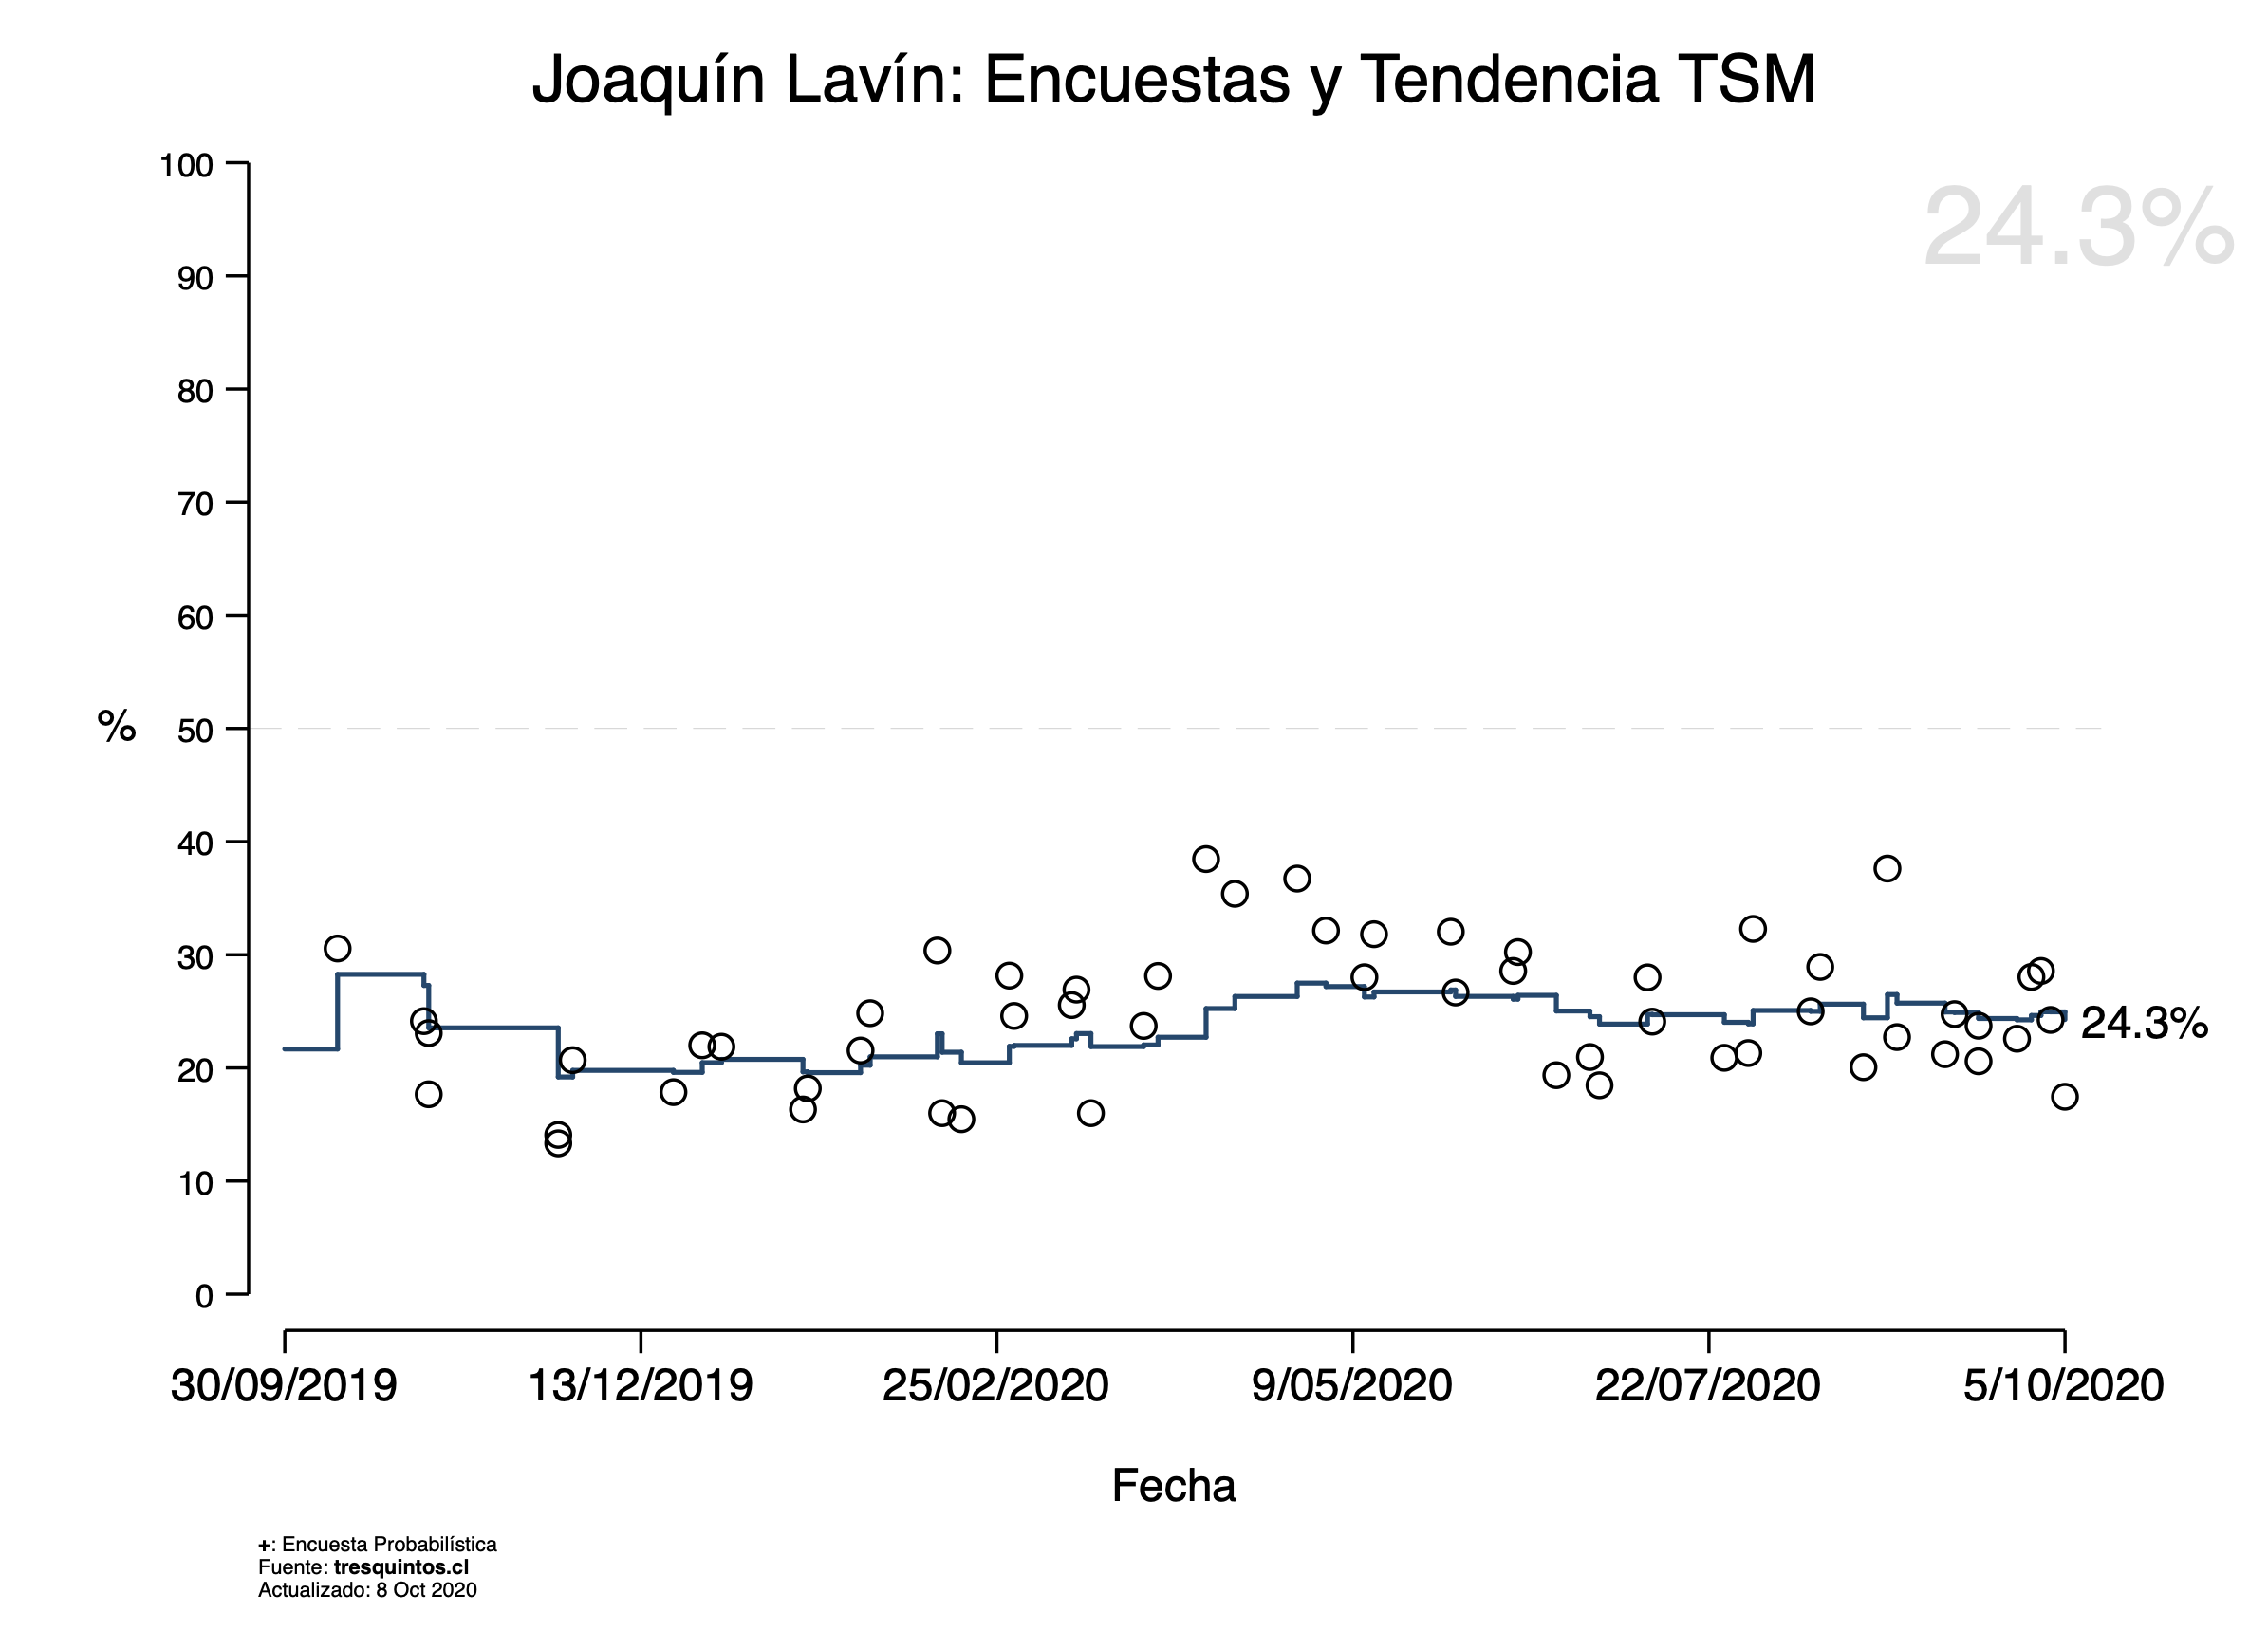 Joaquín Lavín: Encuestas y Tendencia TSM
24.3%
100
90
80
70
60
% 50
40
30
20
10
0
24.3%
30/09/2019 13/12/2019 25/02/2020 9/05/2020 22/07/2020 5/10/2020
Fecha
+: Encuesta Probabilística
Fuente: tresquintos.cl
Actualizado: 8 Oct 2020